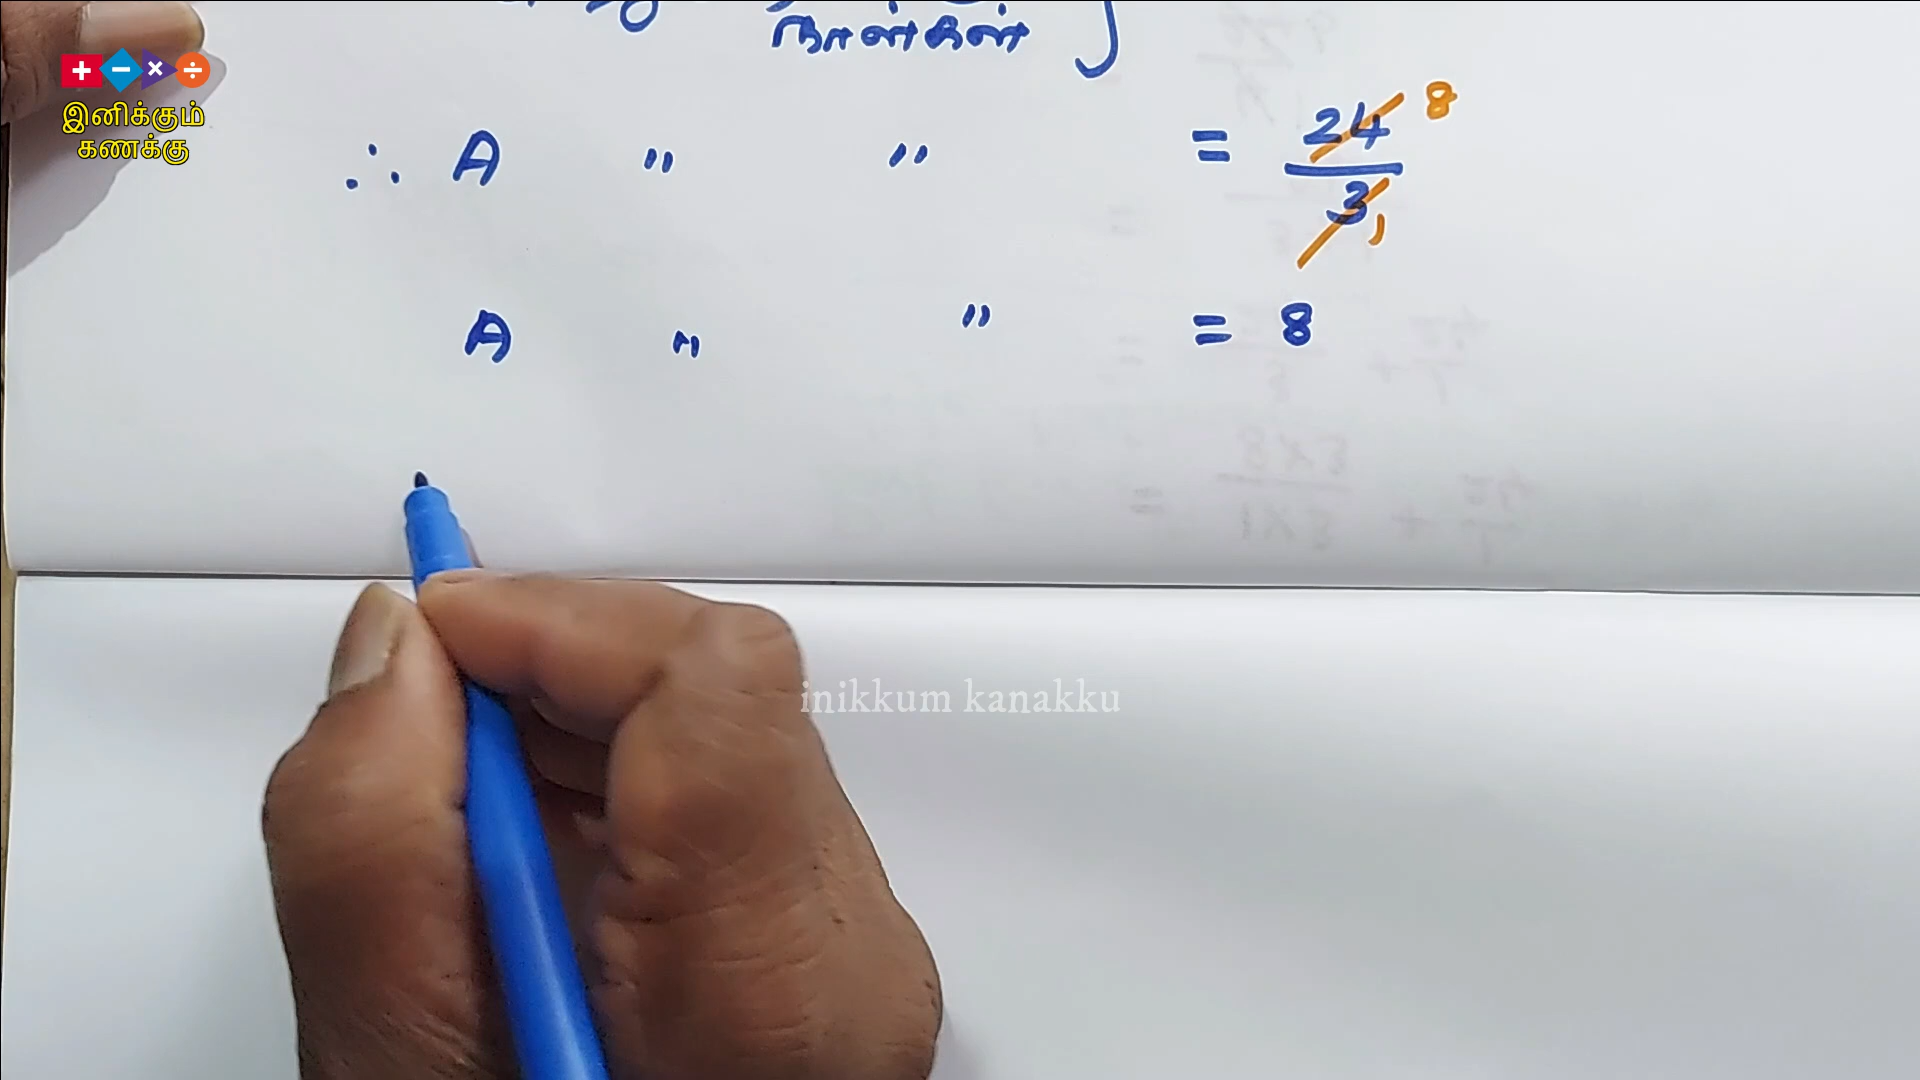 நாள்கள் }
+ - × ÷
இனிக்கும்
கணக்கு
∴ A " " = 24/3 8 1
A " " = 8
inikkum kanakku